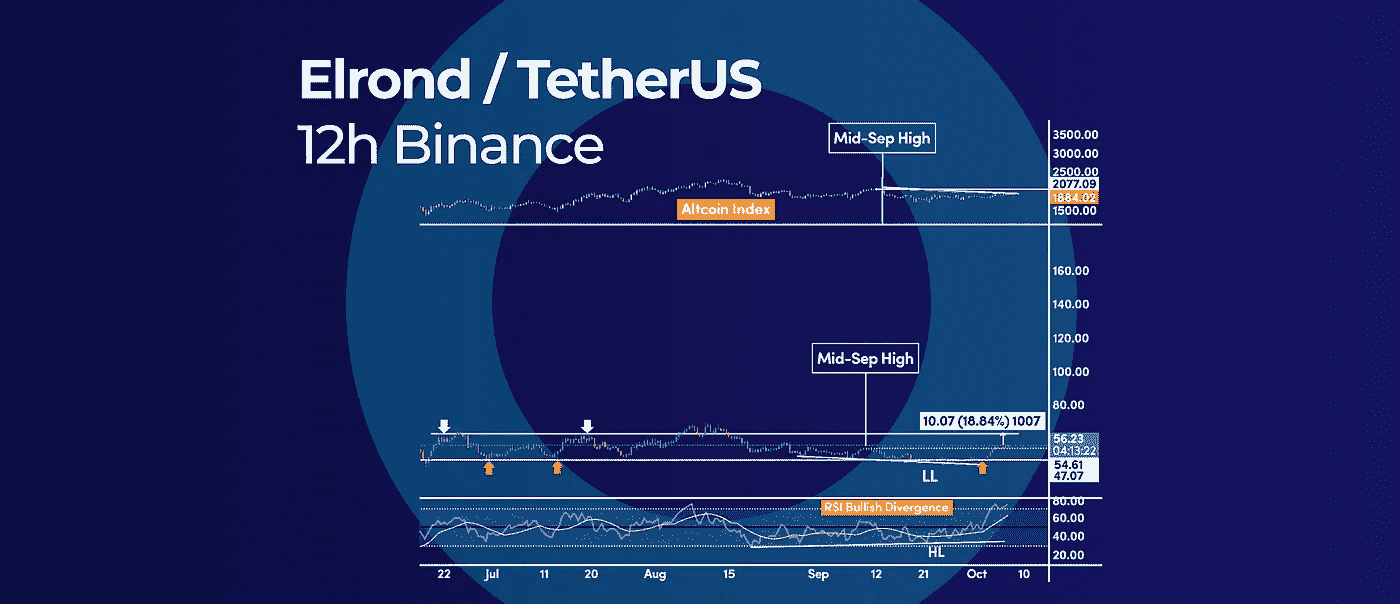 Elrond / TetherUS
12h Binance
Mid-Sep High
3500.00
3000.00
2500.00
2077.09
1884.02
1500.00
Altcoin Index
160.00
140.00
120.00
100.00
80.00
Mid-Sep High
10.07 (18.84%) 1007
56.23
04:13:22
54.61
47.07
LL
RSI Bullish Divergence
80.00
60.00
40.00
20.00
HL
22 Jul 11 20 Aug 15 Sep 12 21 Oct 10